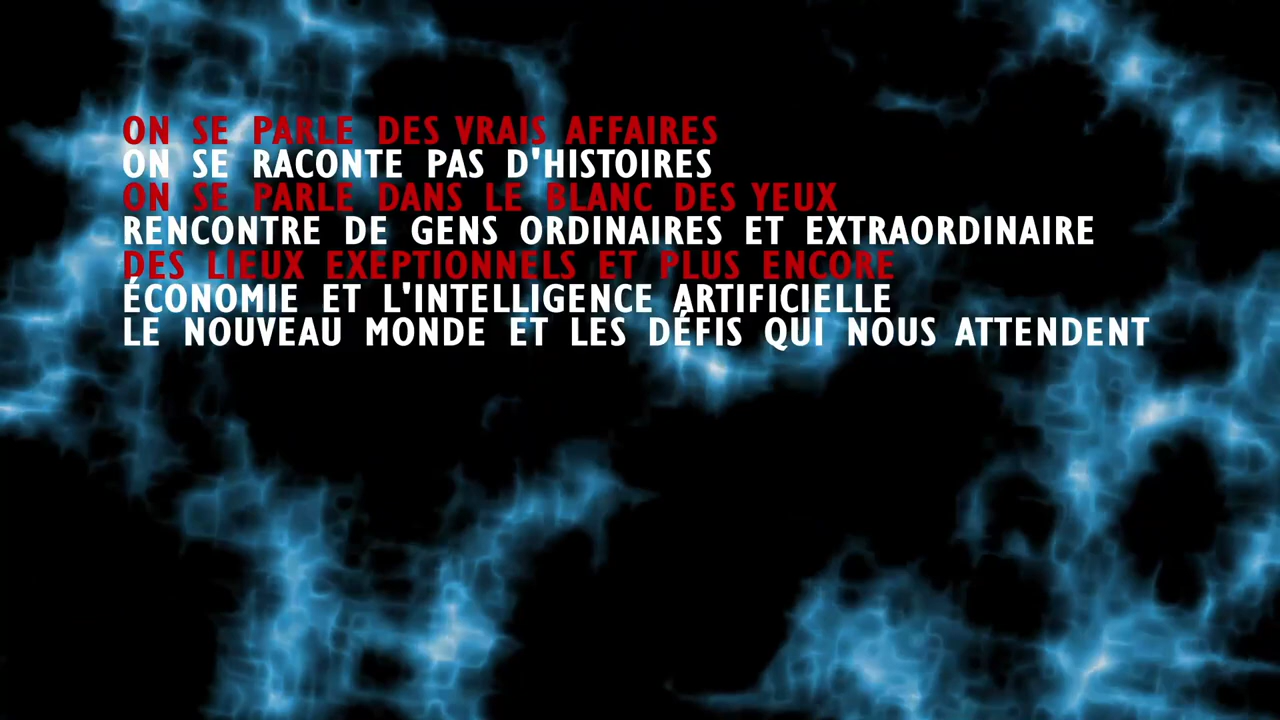 ON SE PARLE DES VRAIS AFFAIRES
ON SE RACONTE PAS D'HISTOIRES
ON SE PARLE DANS LE BLANC DES YEUX
RENCONTRE DE GENS ORDINAIRES ET EXTRAORDINAIRE
DES LIEUX EXEPTIONNELS ET PLUS ENCORE
ÉCONOMIE ET L'INTELLIGENCE ARTIFICIELLE
LE NOUVEAU MONDE ET LES DÉFIS QUI NOUS ATTENDENT